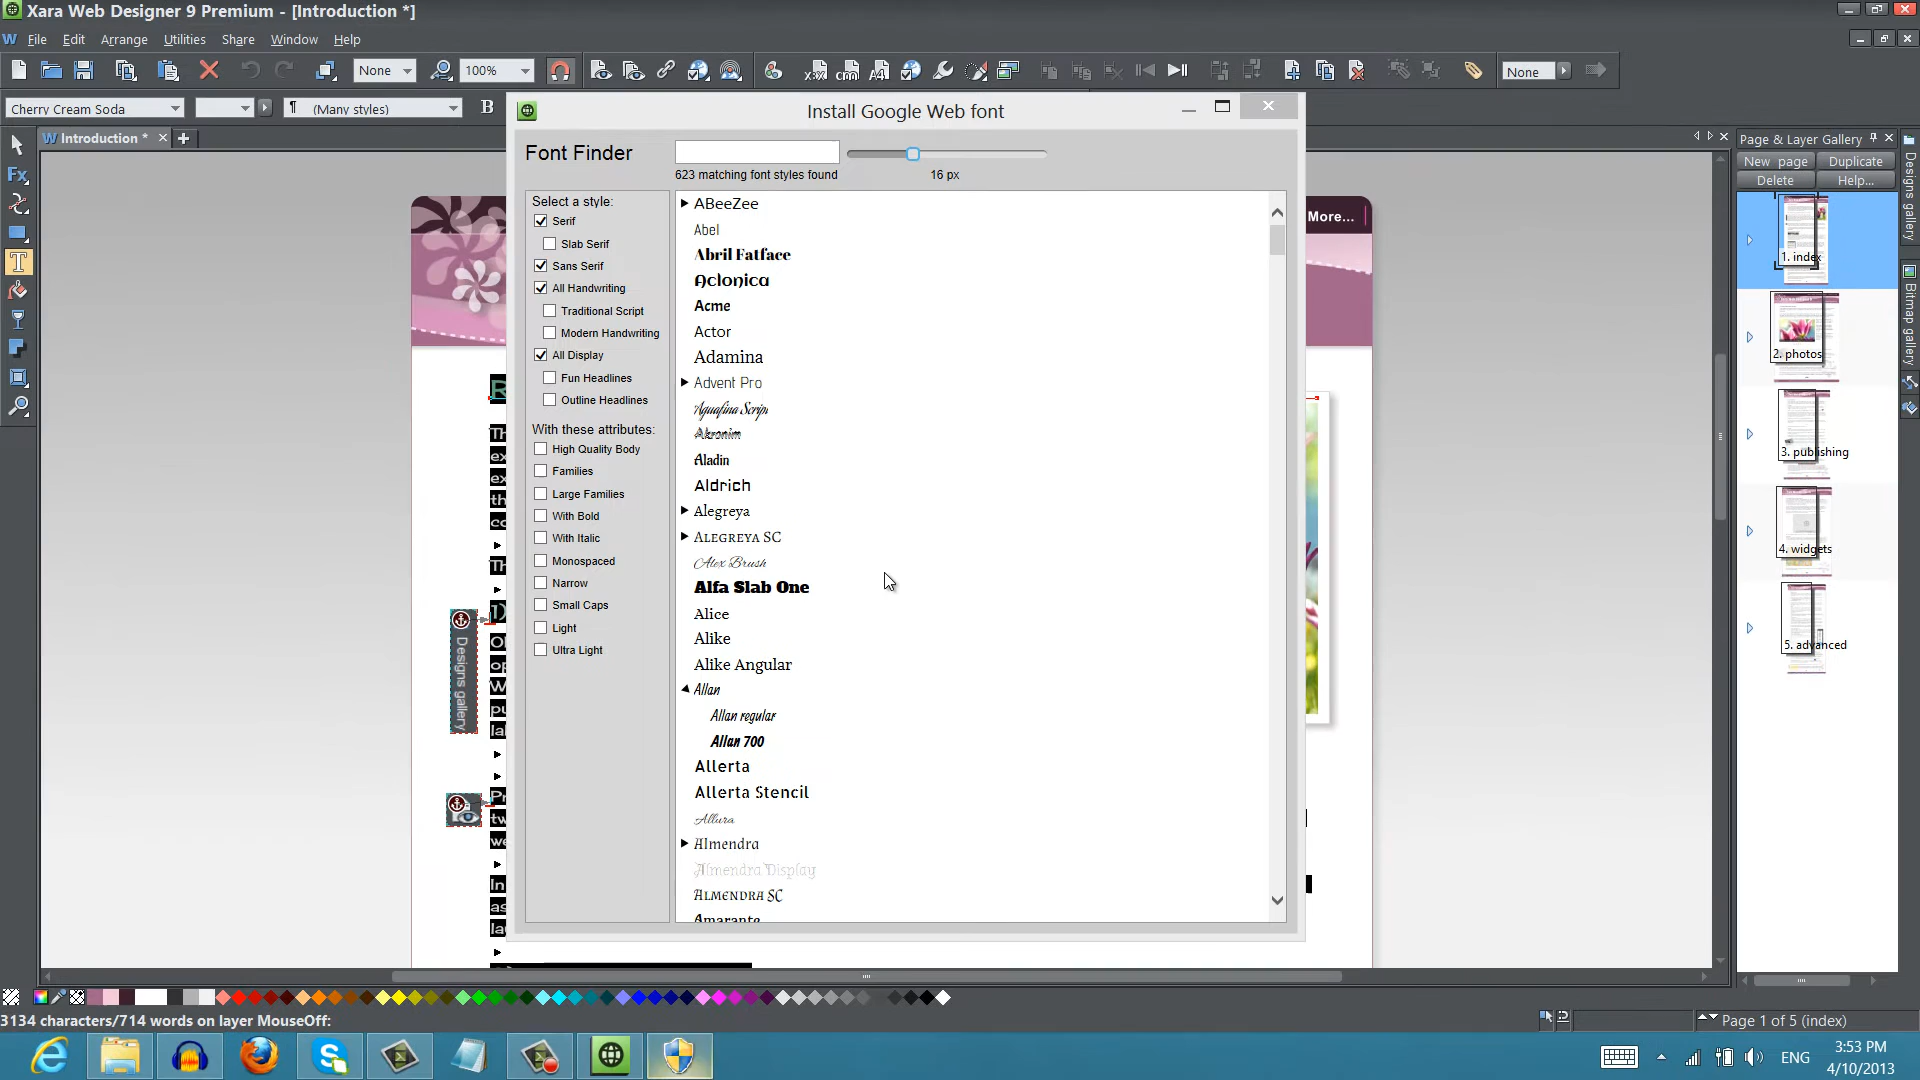 Xara Web Designer 9 Premium - [Introduction *]
W File Edit Arrange Utilities Share Window Help
None 100% None
Cherry Cream Soda ¶ (Many styles) B
W Introduction *
Install Google Web font
Font Finder
623 matching font styles found 16 px
Select a style:
Serif
Slab Serif
Sans Serif
All Handwriting
Traditional Script
Modern Handwriting
All Display
Fun Headlines
Outline Headlines
With these attributes:
High Quality Body
Families
Large Families
With Bold
With Italic
Monospaced
Narrow
Small Caps
Light
Ultra Light
ABeeZee
Abel
Abril Fatface
Aclonica
Acme
Actor
Adamina
Advent Pro
Aguafina Script
Akronim
Aladin
Aldrich
Alegreya
ALEGREYA SC
Alex Brush
Alfa Slab One
Alice
Alike
Alike Angular
Allan
Allan regular
Allan 700
Allerta
Allerta Stencil
Allura
Almendra
Almendra Display
ALMENDRA SC
Amarante
More...
Designs gallery
Page & Layer Gallery
New page Duplicate
Delete Help...
1. index
2. photos
3. publishing
4. widgets
5. advanced
Designs gallery
Bitmap gallery
3134 characters/714 words on layer MouseOff:
Page 1 of 5 (index)
ENG
3:53 PM
4/10/2013